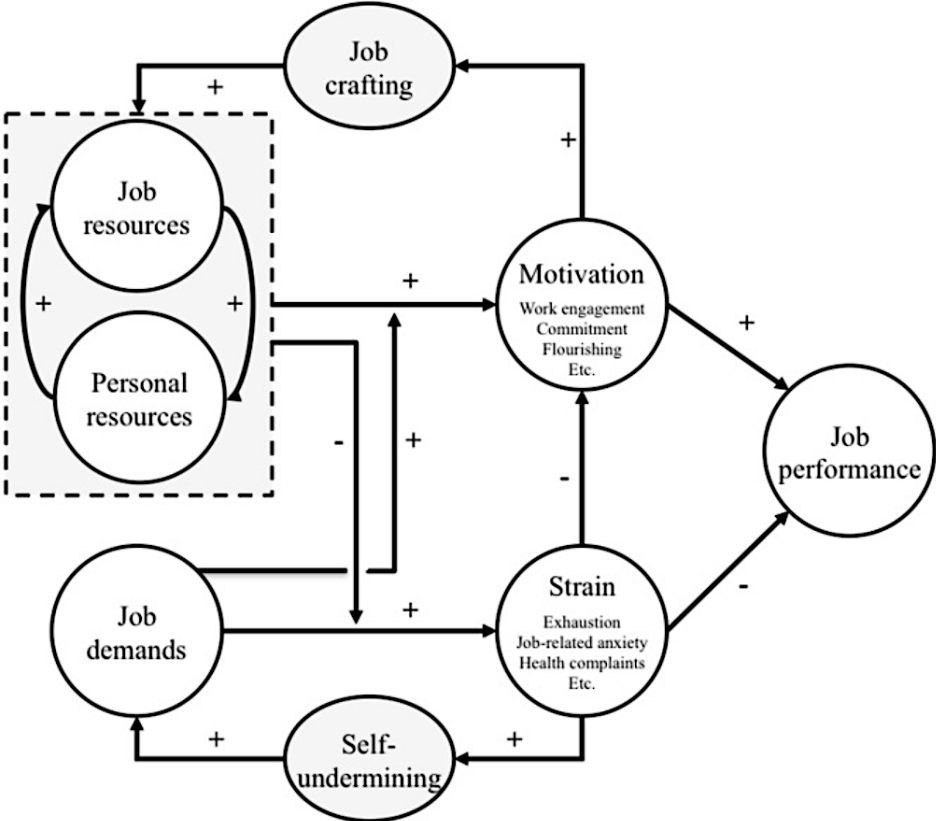 Job
crafting
+
+
Job
resources
+
+
+
Personal
resources
Motivation
Work engagement
Commitment
Flourishing
Etc.
+
Job
performance
-
+
-
-
Job
demands
+
Strain
Exhaustion
Job-related anxiety
Health complaints
Etc.
+
+
Self-
undermining